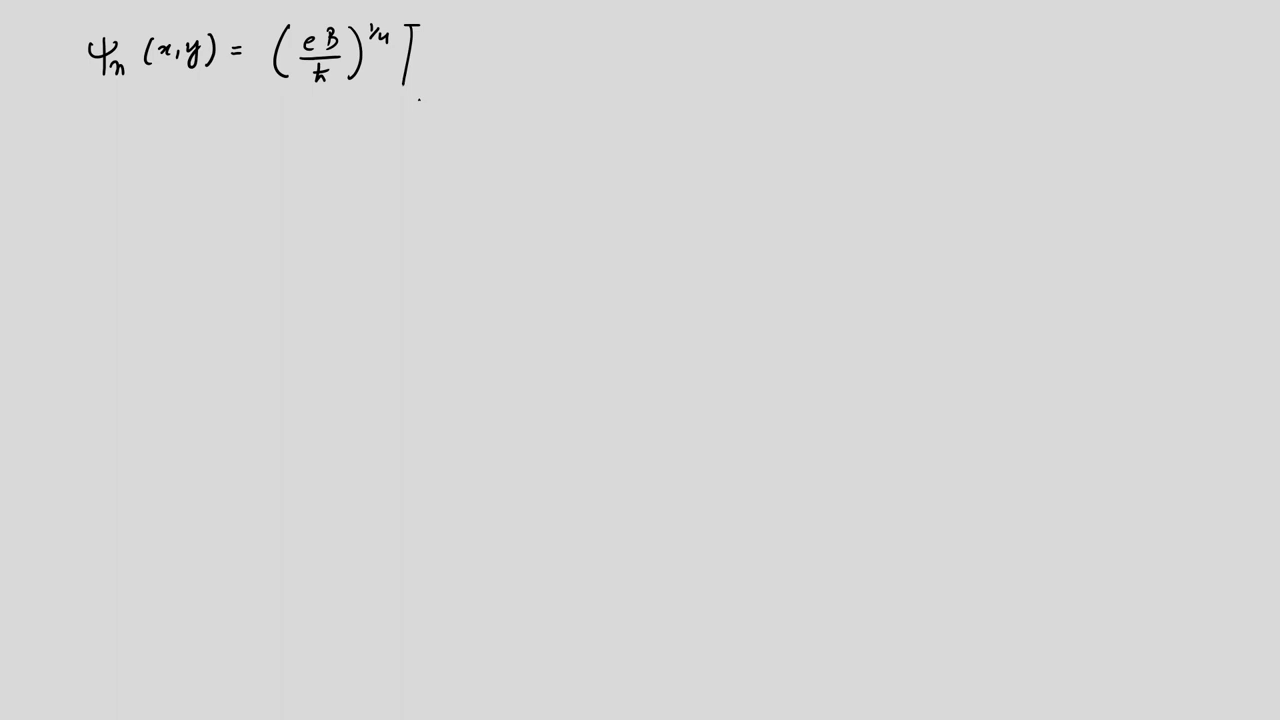 ψₙ (x,y) = (eB/ħ)^1/4 [